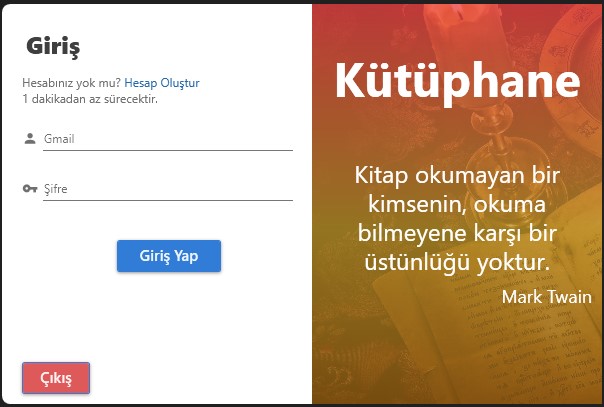 Giriş
Hesabınız yok mu? Hesap Oluştur
1 dakikadan az sürecektir.
Gmail
Şifre
Giriş Yap
Çıkış
Kütüphane
Kitap okumayan bir
kimsenin, okuma
bilmeyene karşı bir
üstünlüğü yoktur.
Mark Twain